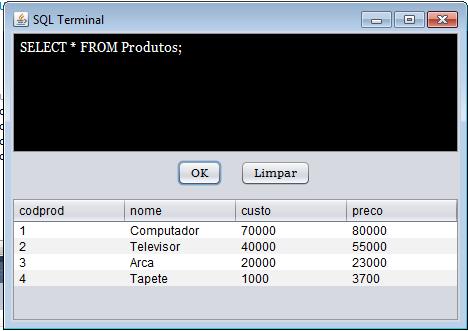 SQL Terminal
SELECT * FROM Produtos;
OK Limpar
codprod nome custo preco
1 Computador 70000 80000
2 Televisor 40000 55000
3 Arca 20000 23000
4 Tapete 1000 3700